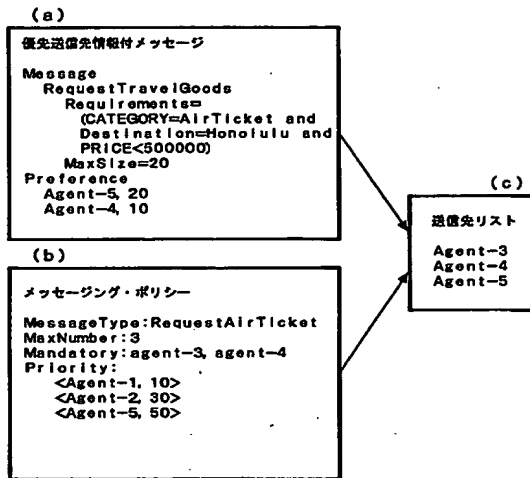 (a)
優先送信先情報付メッセージ
Message
RequestTravelGoods
Requirements=
(CATEGORY=AirTicket and
Destination=Honolulu and
PRICE<500000)
MaxSize=20
Preference
Agent-5, 20
Agent-4, 10
(b)
メッセージング・ポリシー
MessageType:RequestAirTicket
MaxNumber:3
Mandatory:agent-3, agent-4
Priority:
<Agent-1, 10>
<Agent-2, 30>
<Agent-5, 50>
(c)
送信先リスト
Agent-3
Agent-4
Agent-5